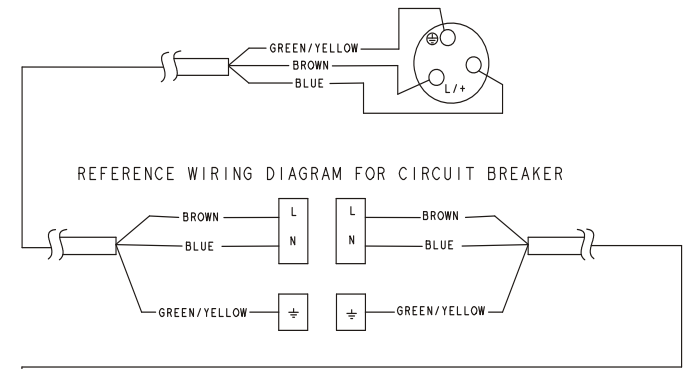 GREEN/YELLOW
BROWN
BLUE
L/+
REFERENCE WIRING DIAGRAM FOR CIRCUIT BREAKER
BROWN L L BROWN
BLUE N N BLUE
GREEN/YELLOW GREEN/YELLOW